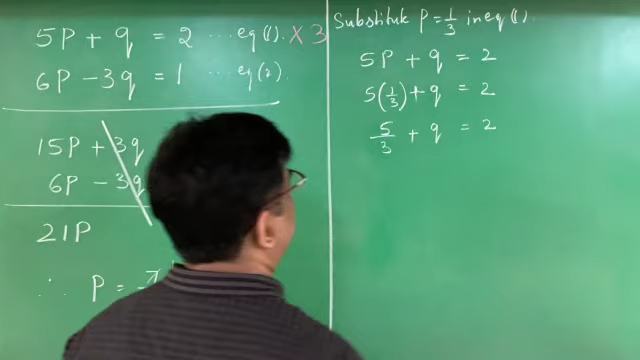 5P + q = 2 ... eq(1). × 3
6P − 3q = 1 ... eq(2).
15P + 3q
6P − 3q
21P
∴ P = 7
Substitute P = 1/3 in eq(1).
5P + q = 2
5(1/3) + q = 2
5/3 + q = 2